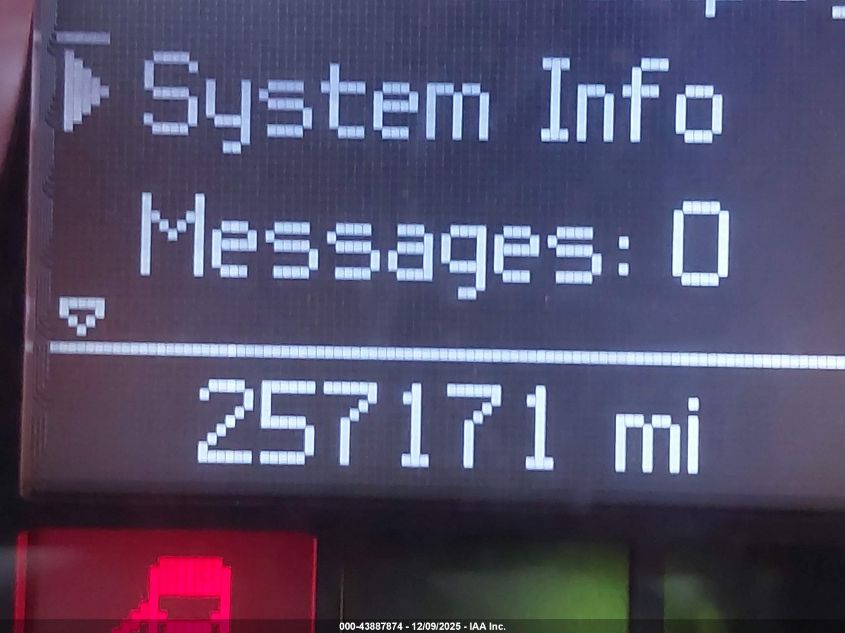 System Info
Messages: 0
257171 mi
000-43887874 - 12/09/2025 - IAA Inc.